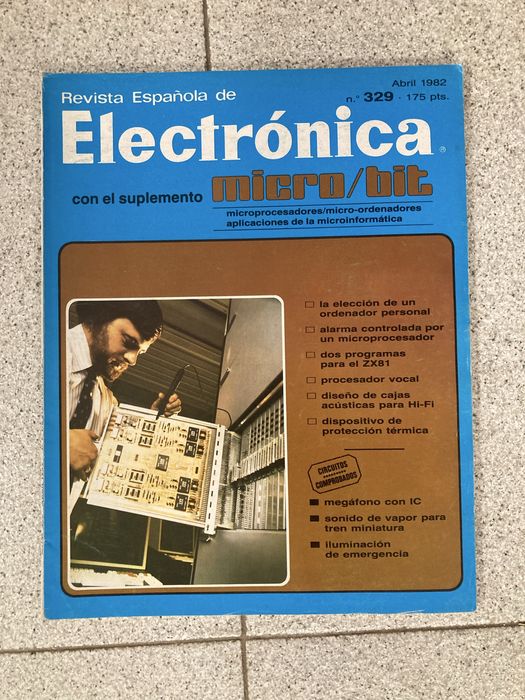 Abril 1982
Revista Española de
n.° 329 · 175 pts.
Electrónica
con el suplemento micro/bit
microprocesadores/micro-ordenadores
aplicaciones de la microinformática
la elección de un
ordenador personal
alarma controlada por
un microprocesador
dos programas
para el ZX81
procesador vocal
diseño de cajas
acústicas para Hi-Fi
dispositivo de
protección térmica
CIRCUITOS
COMPROBADOS
megáfono con IC
sonido de vapor para
tren miniatura
iluminación
de emergencia